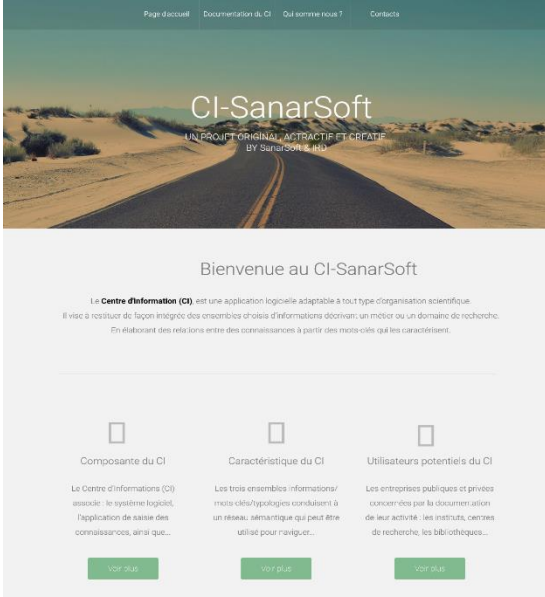 Page d'accueil Documentation du CI Qui somme nous ? Contacts
CI-SanarSoft
UN PROJET ORIGINAL, ACTRACTIF ET CREATIF
BY SanarSoft & IRD
Bienvenue au CI-SanarSoft
Le Centre d'Information (CI), est une application logicielle adaptable à tout type d'organisation scientifique.
Il vise à restituer de façon intégrée des ensembles choisis d'informations décrivant un métier ou un domaine de recherche.
En élaborant des relations entre des connaissances à partir des mots-clés qui les caractérisent.
Composante du CI Caractéristique du CI Utilisateurs potentiels du CI
Le Centre d'Informations (CI)
associe : le système logiciel,
l'application de saisie des
connaissances, ainsi que...
Les trois ensembles informations/
mots-clés/typologies conduisent à
un réseau sémantique qui peut être
utilisé pour naviguer...
Les entreprises publiques et privées
concernées par la documentation
de leur activité : les instituts, centres
de recherche, les bibliothèques...
Voir plus Voir plus Voir plus